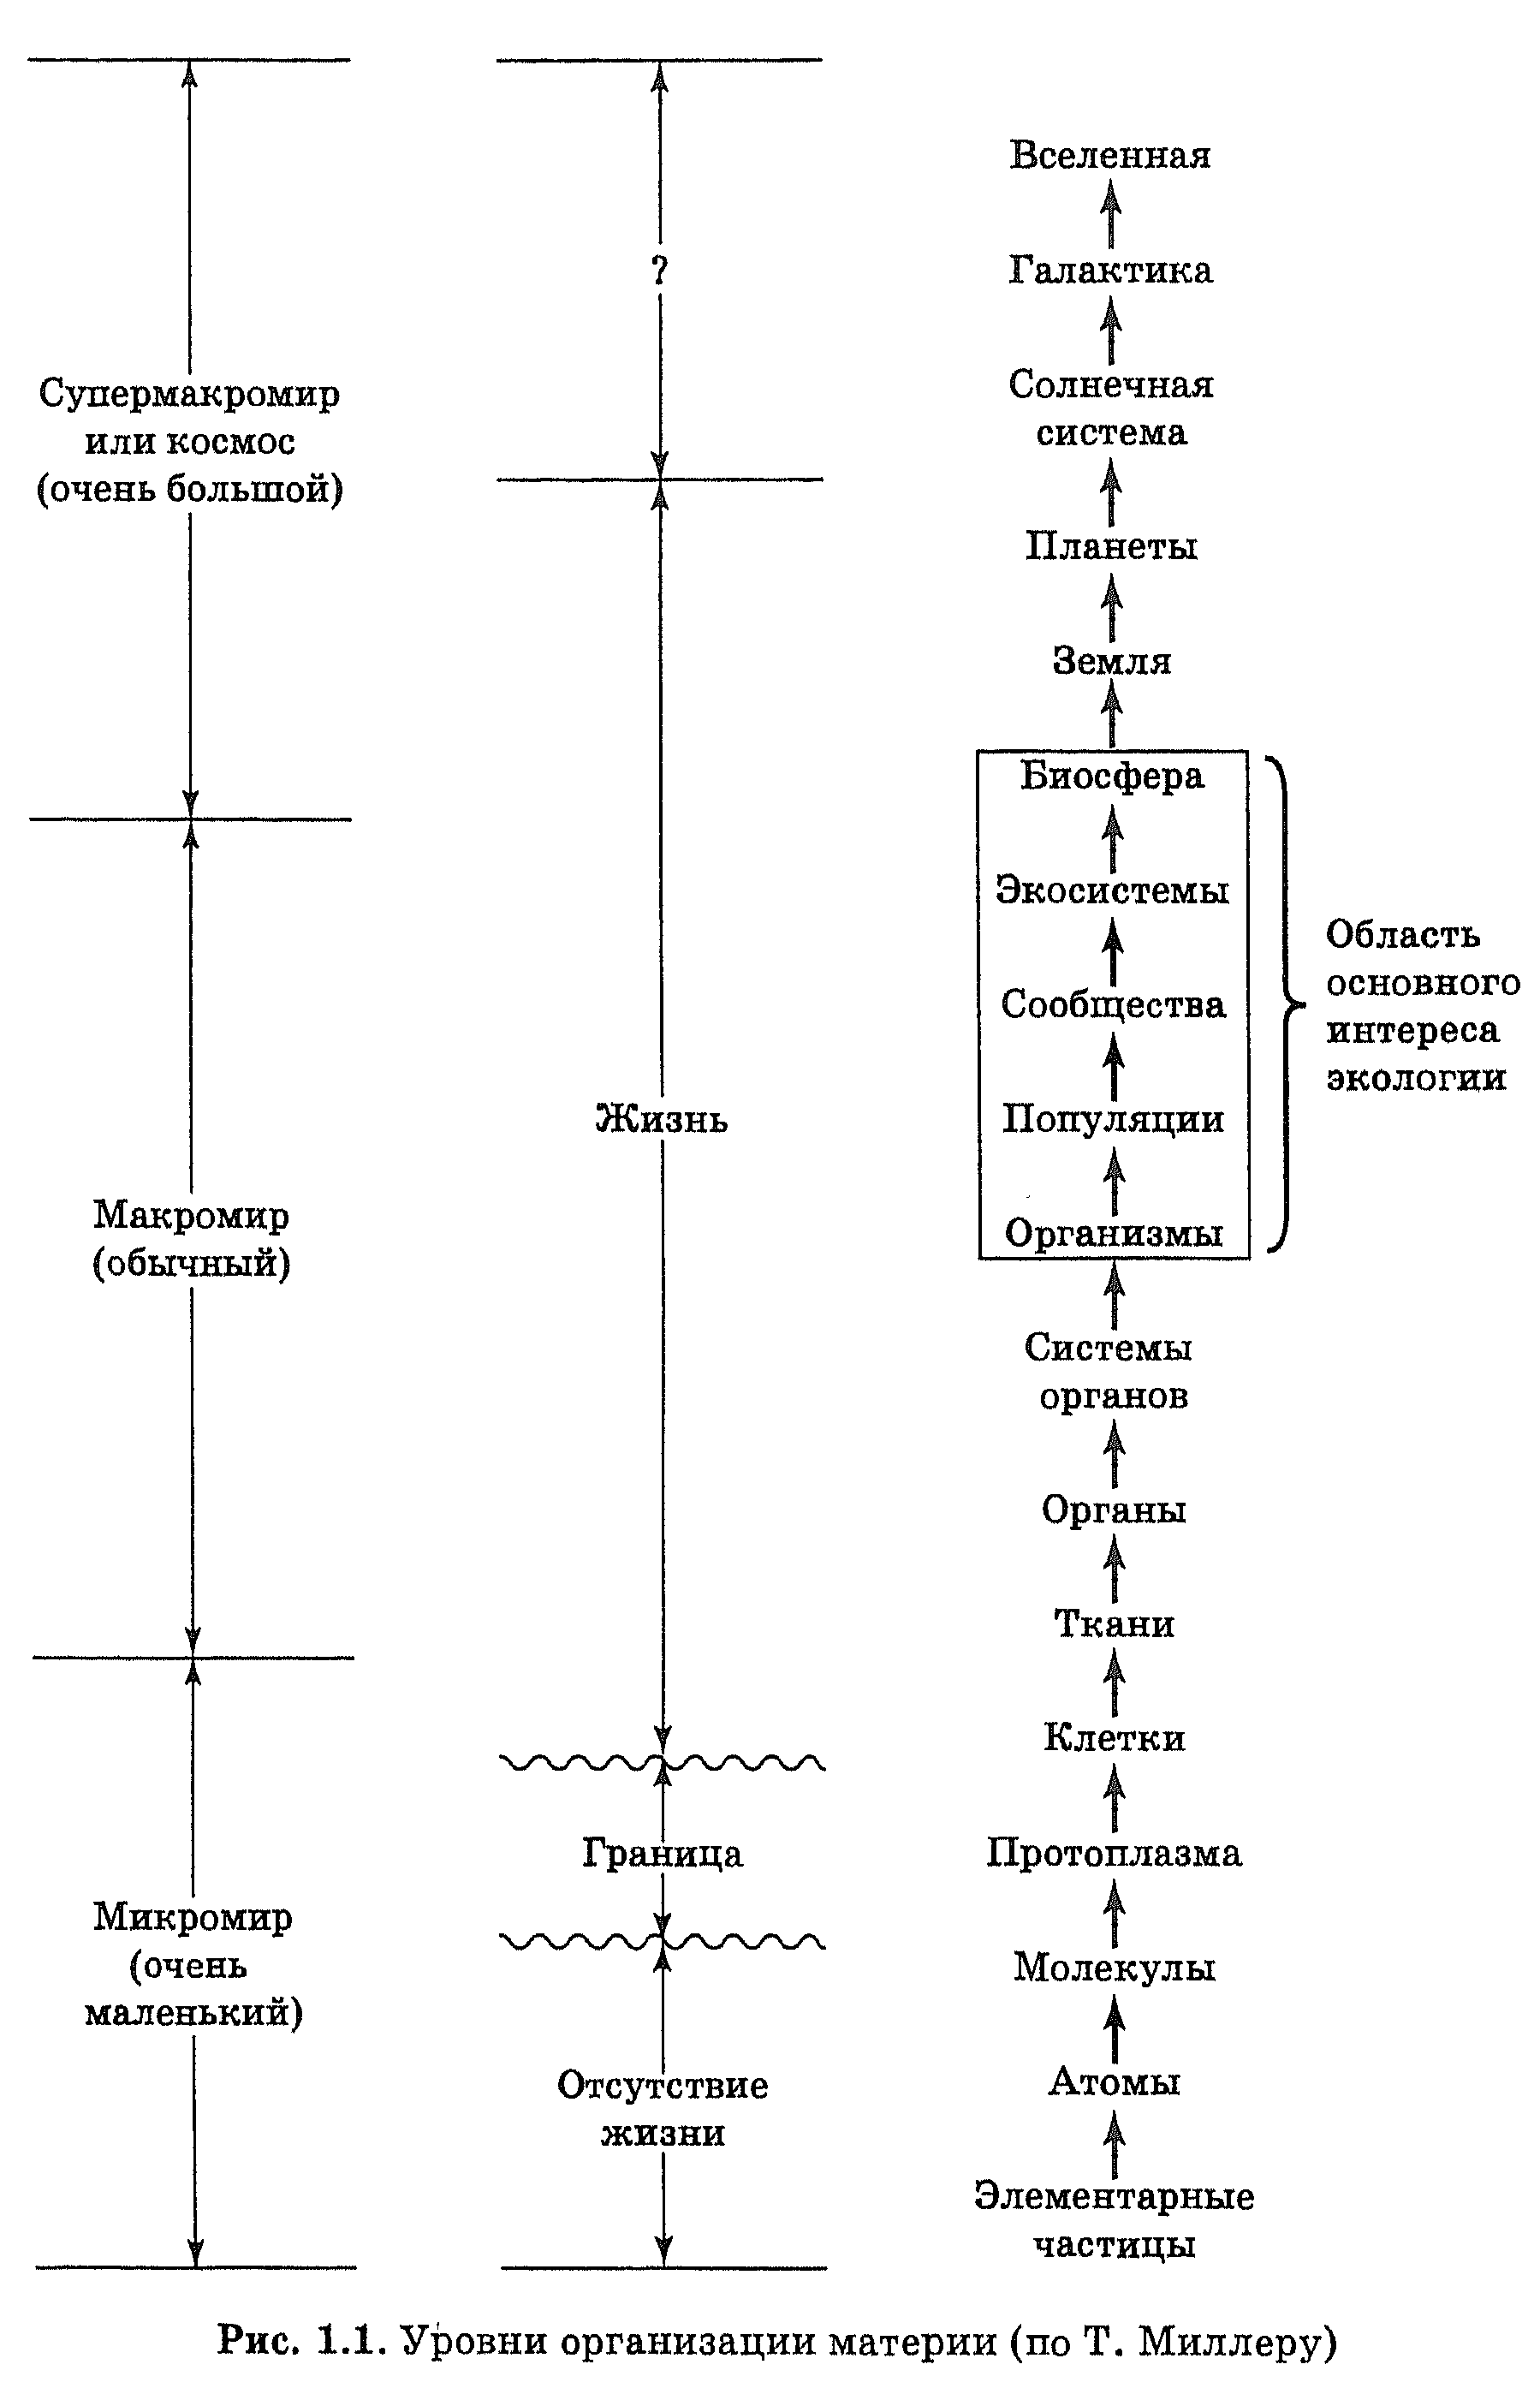 Супермакромир
или космос
(очень большой)
Макромир
(обычный)
Микромир
(очень
маленький)
?
Жизнь
Граница
Отсутствие
жизни
Вселенная
Галактика
Солнечная
система
Планеты
Земля
Биосфера
Экосистемы
Сообщества
Популяции
Организмы
Системы
органов
Органы
Ткани
Клетки
Протоплазма
Молекулы
Атомы
Элементарные
частицы
Область
основного
интереса
экологии
Рис. 1.1. Уровни организации материи (по Т. Миллеру)